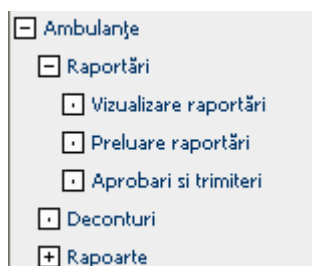 Ambulanţe
Raportări
Vizualizare raportări
Preluare raportări
Aprobari si trimiteri
Deconturi
Rapoarte